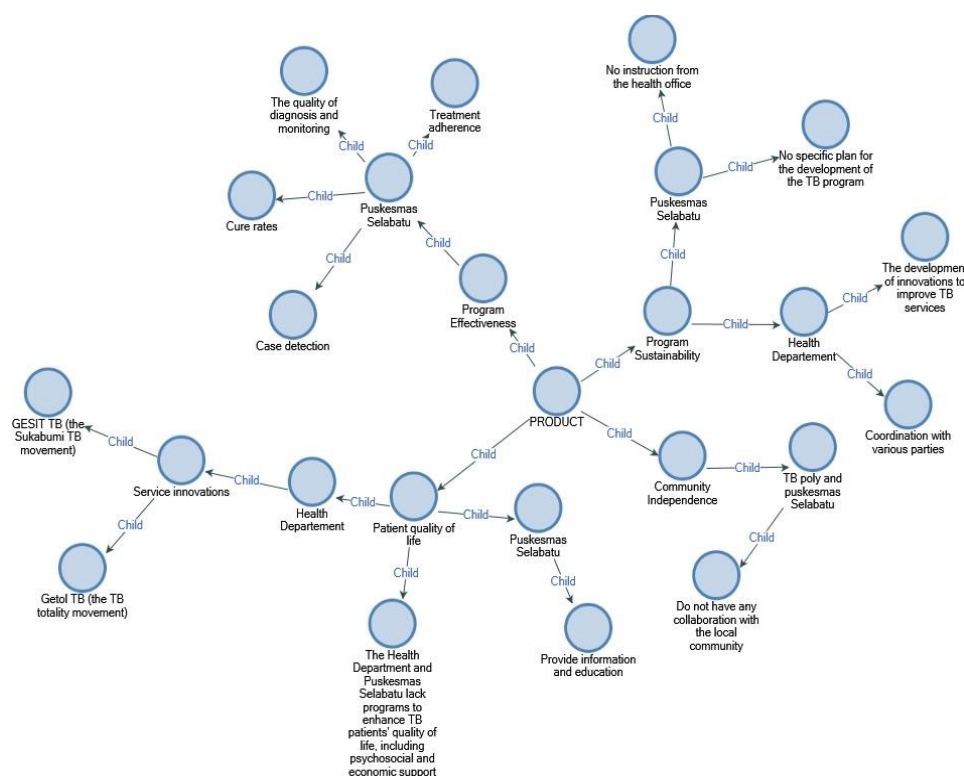 No instruction from
the health office
The quality of
diagnosis and
monitoring
Treatment
adherence
Child
Child
Child
Child
No specific plan for
the development of
the TB program
Child
Cure rates
Puskesmas
Selabatu
Puskesmas
Selabatu
Child
Child
Child
The development
of innovations to
improve TB
services
Child
Case detection
Program
Effectiveness
Program
Sustainability
Child
Health
Departement
Child
Child
Child
GESIT TB (the
Sukabumi TB
movement)
PRODUCT
Coordination with
various parties
Child
Child
Child
Community
Independence
Child
TB poly and
puskesmas
Selabatu
Service innovations
Child
Health
Departement
Child
Patient quality of
life
Child
Puskesmas
Selabatu
Child
Child
Child
Child
Getol TB (the TB
totality movement)
Do not have any
collaboration with
the local
community
The Health
Department and
Puskesmas
Selabatu lack
programs to
enhance TB
patients' quality of
life, including
psychosocial and
economic support
Provide information
and education